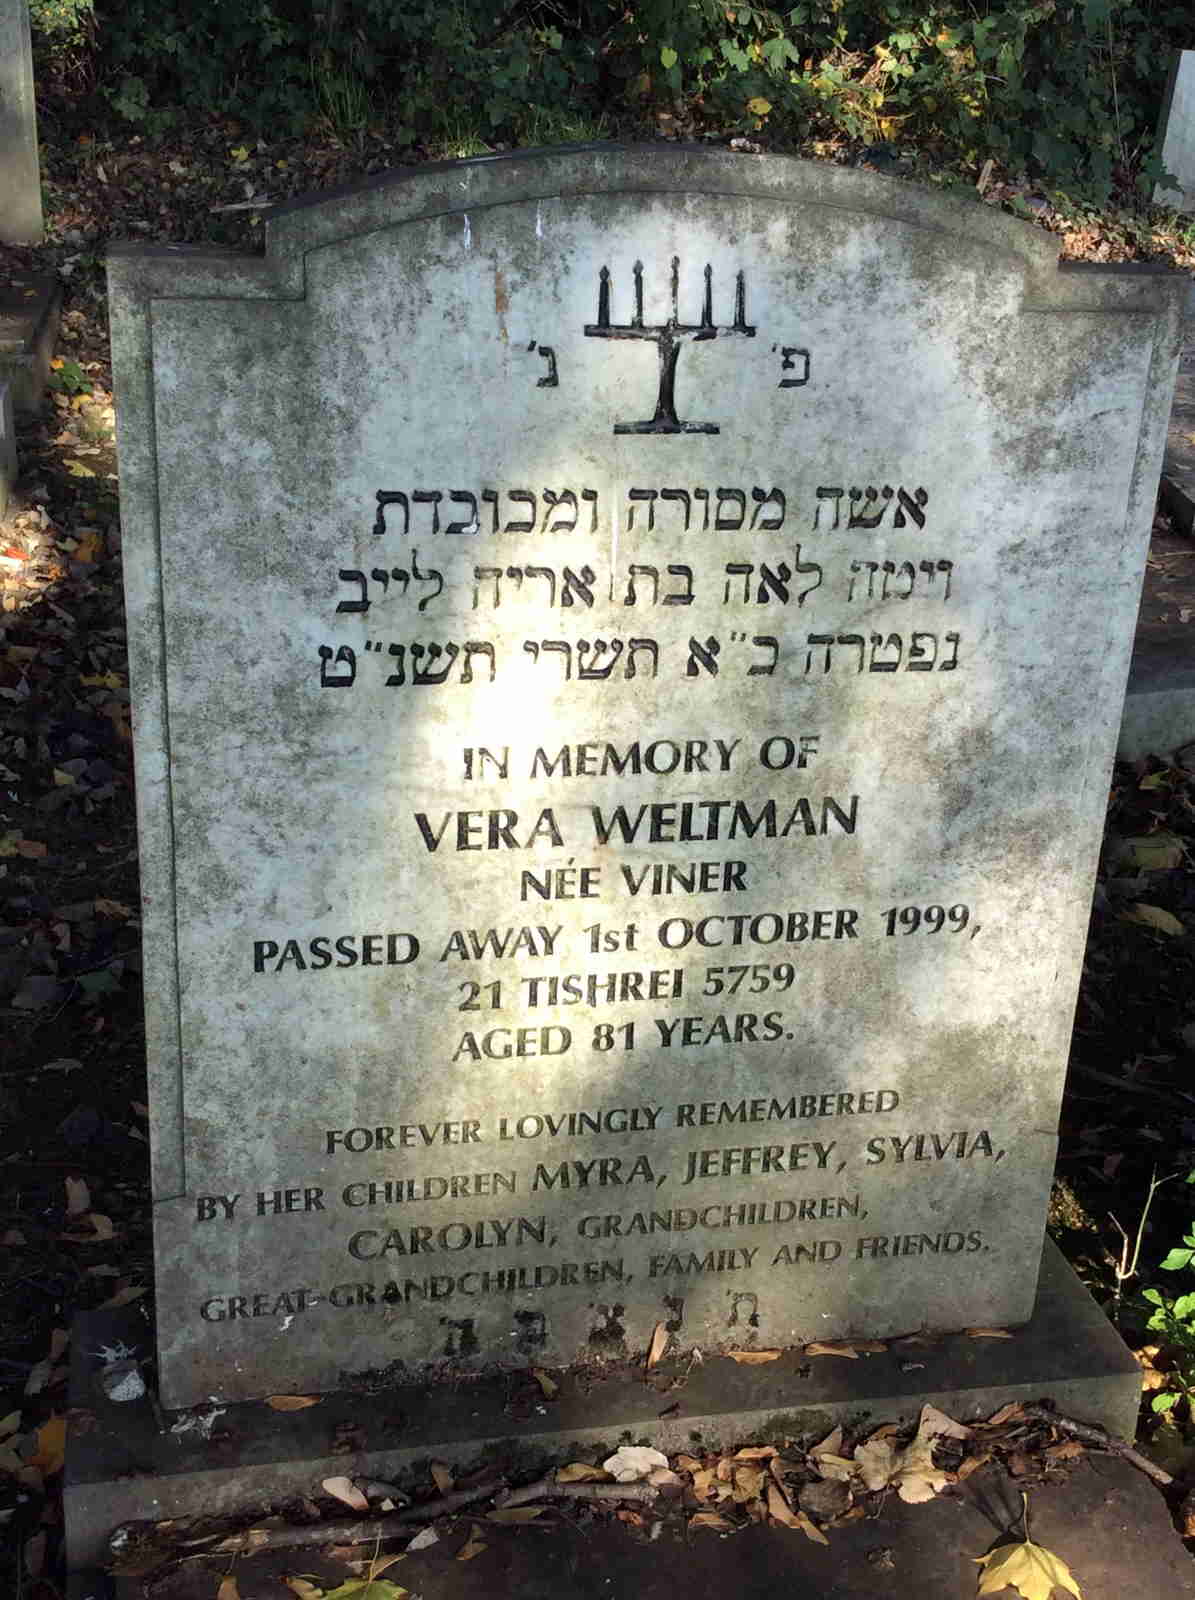 פ' נ'
אשה מסורה ומכובדת
ויטה לאה בת אריה לייב
נפטרה כ"א תשרי תשנ"ט
IN MEMORY OF
VERA WELTMAN
NÉE VINER
PASSED AWAY 1st OCTOBER 1999,
21 TISHREI 5759
AGED 81 YEARS.
FOREVER LOVINGLY REMEMBERED
BY HER CHILDREN MYRA, JEFFREY, SYLVIA,
CAROLYN, GRANDCHILDREN,
GREAT-GRANDCHILDREN, FAMILY AND FRIENDS.
ת' נ' צ' ב' ה'